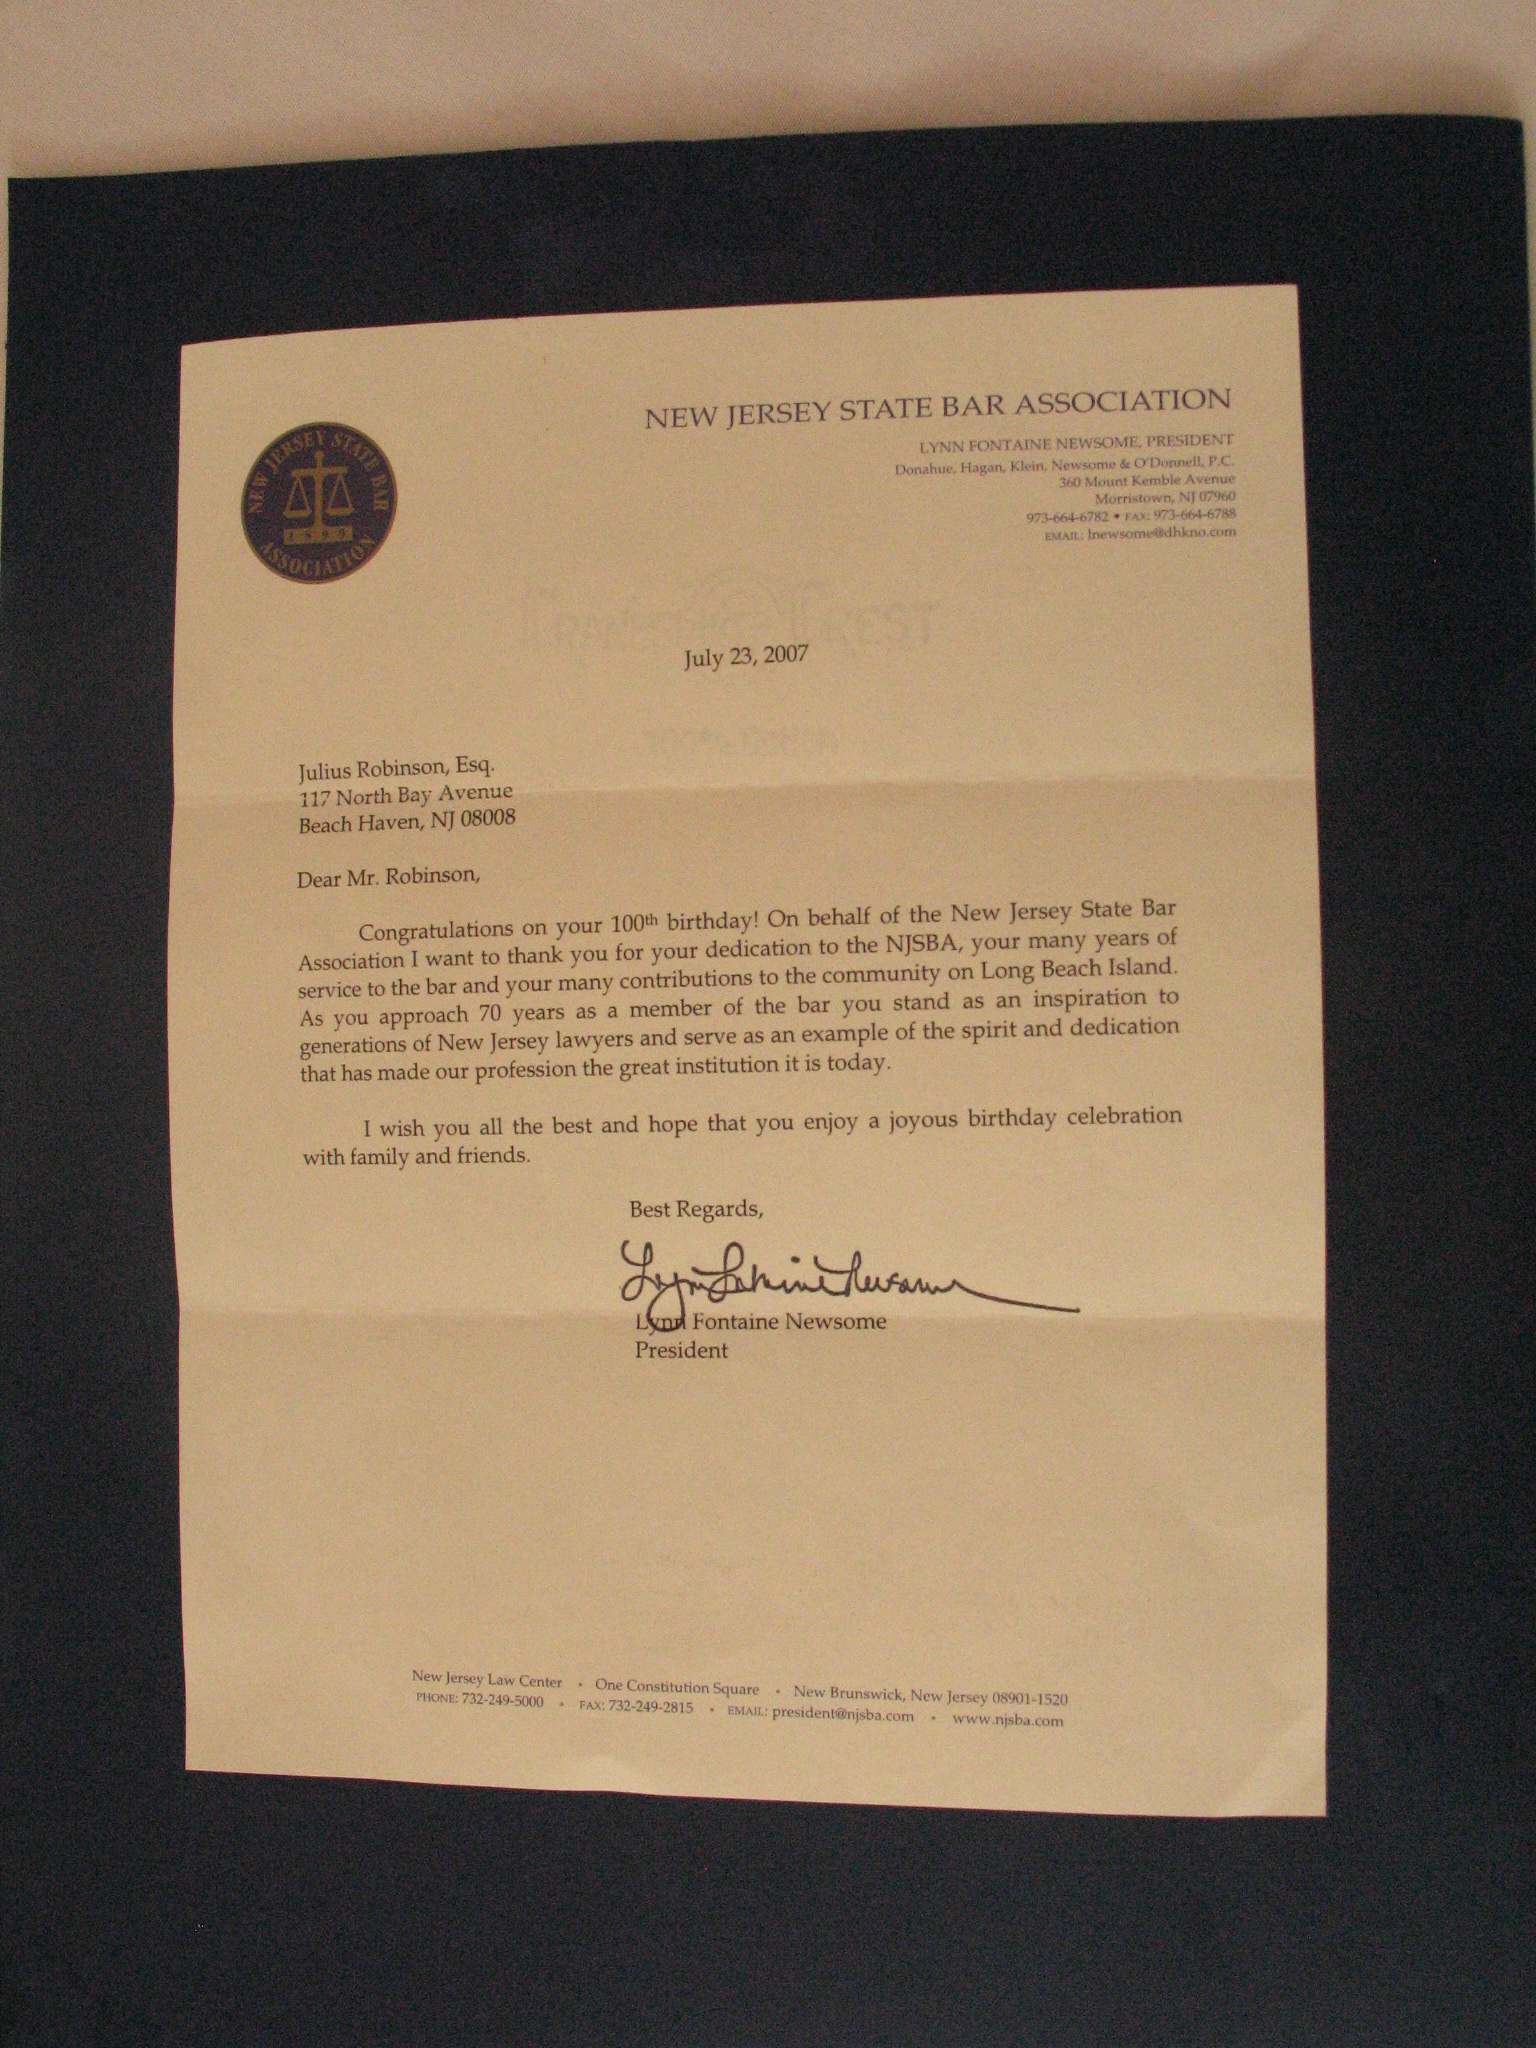 NEW JERSEY STATE BAR
ASSOCIATION
1899
NEW JERSEY STATE BAR ASSOCIATION
LYNN FONTAINE NEWSOME, PRESIDENT
Donahue, Hagan, Klein, Newsome & O'Donnell, P.C.
360 Mount Kemble Avenue
Morristown, NJ 07960
973-664-6782 • FAX: 973-664-6788
EMAIL: lnewsome@dhkno.com
July 23, 2007
Julius Robinson, Esq.
117 North Bay Avenue
Beach Haven, NJ 08008
Dear Mr. Robinson,
Congratulations on your 100th birthday! On behalf of the New Jersey State Bar
Association I want to thank you for your dedication to the NJSBA, your many years of
service to the bar and your many contributions to the community on Long Beach Island.
As you approach 70 years as a member of the bar you stand as an inspiration to
generations of New Jersey lawyers and serve as an example of the spirit and dedication
that has made our profession the great institution it is today.
I wish you all the best and hope that you enjoy a joyous birthday celebration
with family and friends.
Best Regards,
Lynn Fontaine Newsome
Lynn Fontaine Newsome
President
New Jersey Law Center • One Constitution Square • New Brunswick, New Jersey 08901-1520
PHONE: 732-249-5000 • FAX: 732-249-2815 • EMAIL: president@njsba.com • www.njsba.com